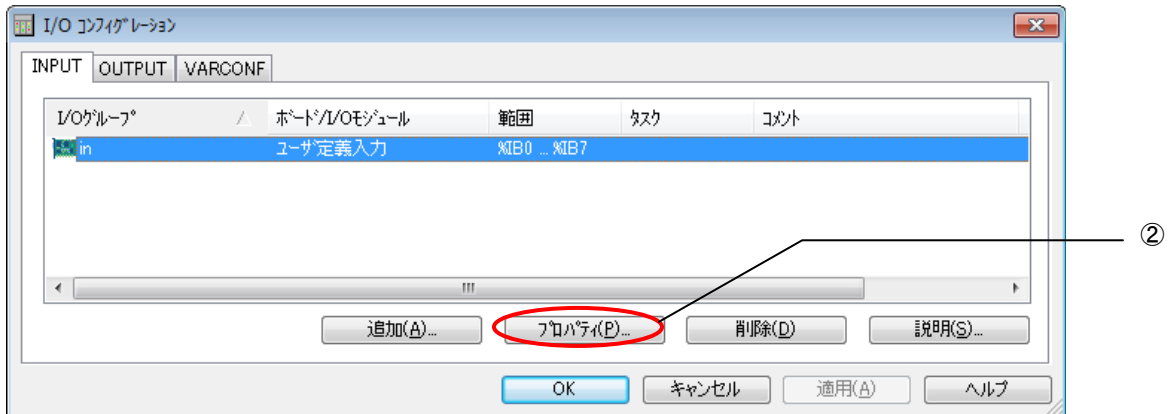 I/O ｺﾝﾌｨｸﾞﾚｰｼｮﾝ
INPUT OUTPUT VARCONF
I/Oｸﾞﾙｰﾌﾟ ボｰﾄﾞ/I/Oﾓｼﾞｭｰﾙ 範囲 ﾀｽｸ ｺﾒﾝﾄ
in ﾕｰｻﾞ定義入力 %IB0 ... %IB7
②
追加(A)... ﾌﾟﾛﾊﾟﾃｨ(P)... 削除(D) 説明(S)...
OK キャンセル 適用(A) ヘルプ